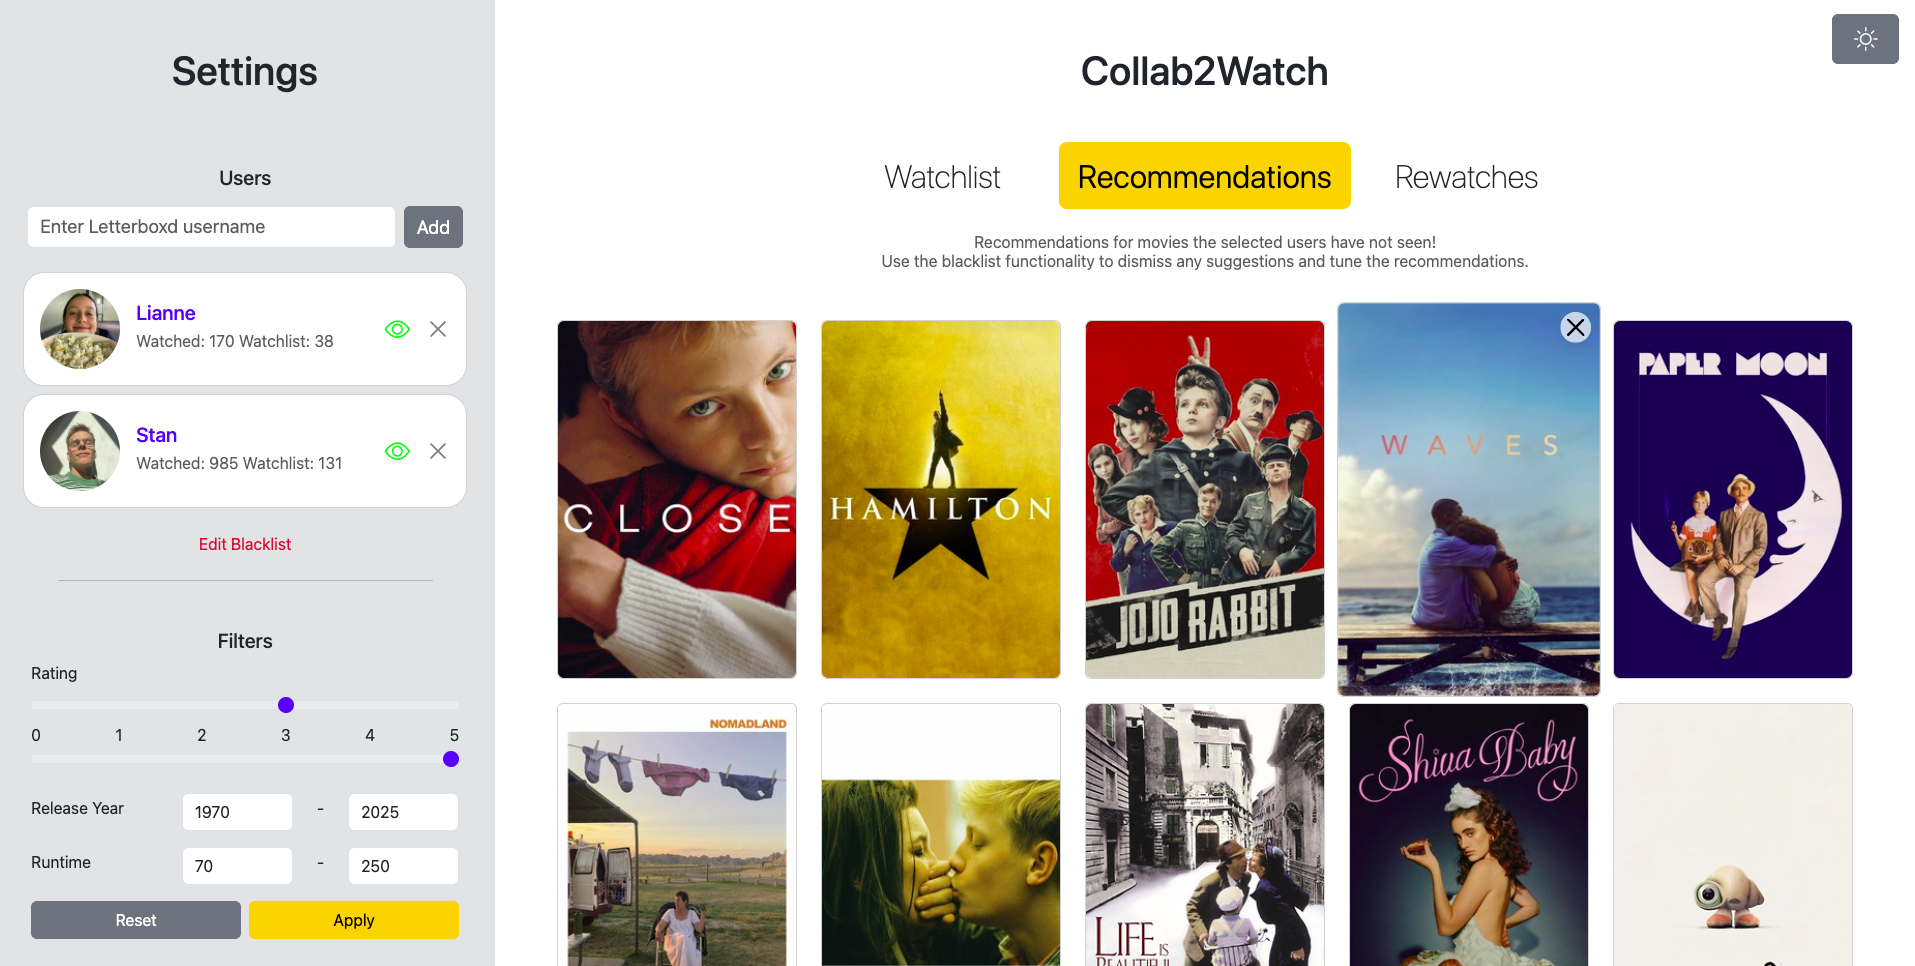 Settings
Users
Enter Letterboxd username
Add
Lianne
Watched: 170 Watchlist: 38
Stan
Watched: 985 Watchlist: 131
Edit Blacklist
Filters
Rating
0 1 2 3 4 5
Release Year
1970 - 2025
Runtime
70 - 250
Reset
Apply
Collab2Watch
Watchlist
Recommendations
Rewatches
Recommendations for movies the selected users have not seen!
Use the blacklist functionality to dismiss any suggestions and tune the recommendations.
CLOSE
HAMILTON
JOJO RABBIT
WAVES
PAPER MOON
NOMADLAND
LIFE IS
BEAUTIFUL
Shiva Baby